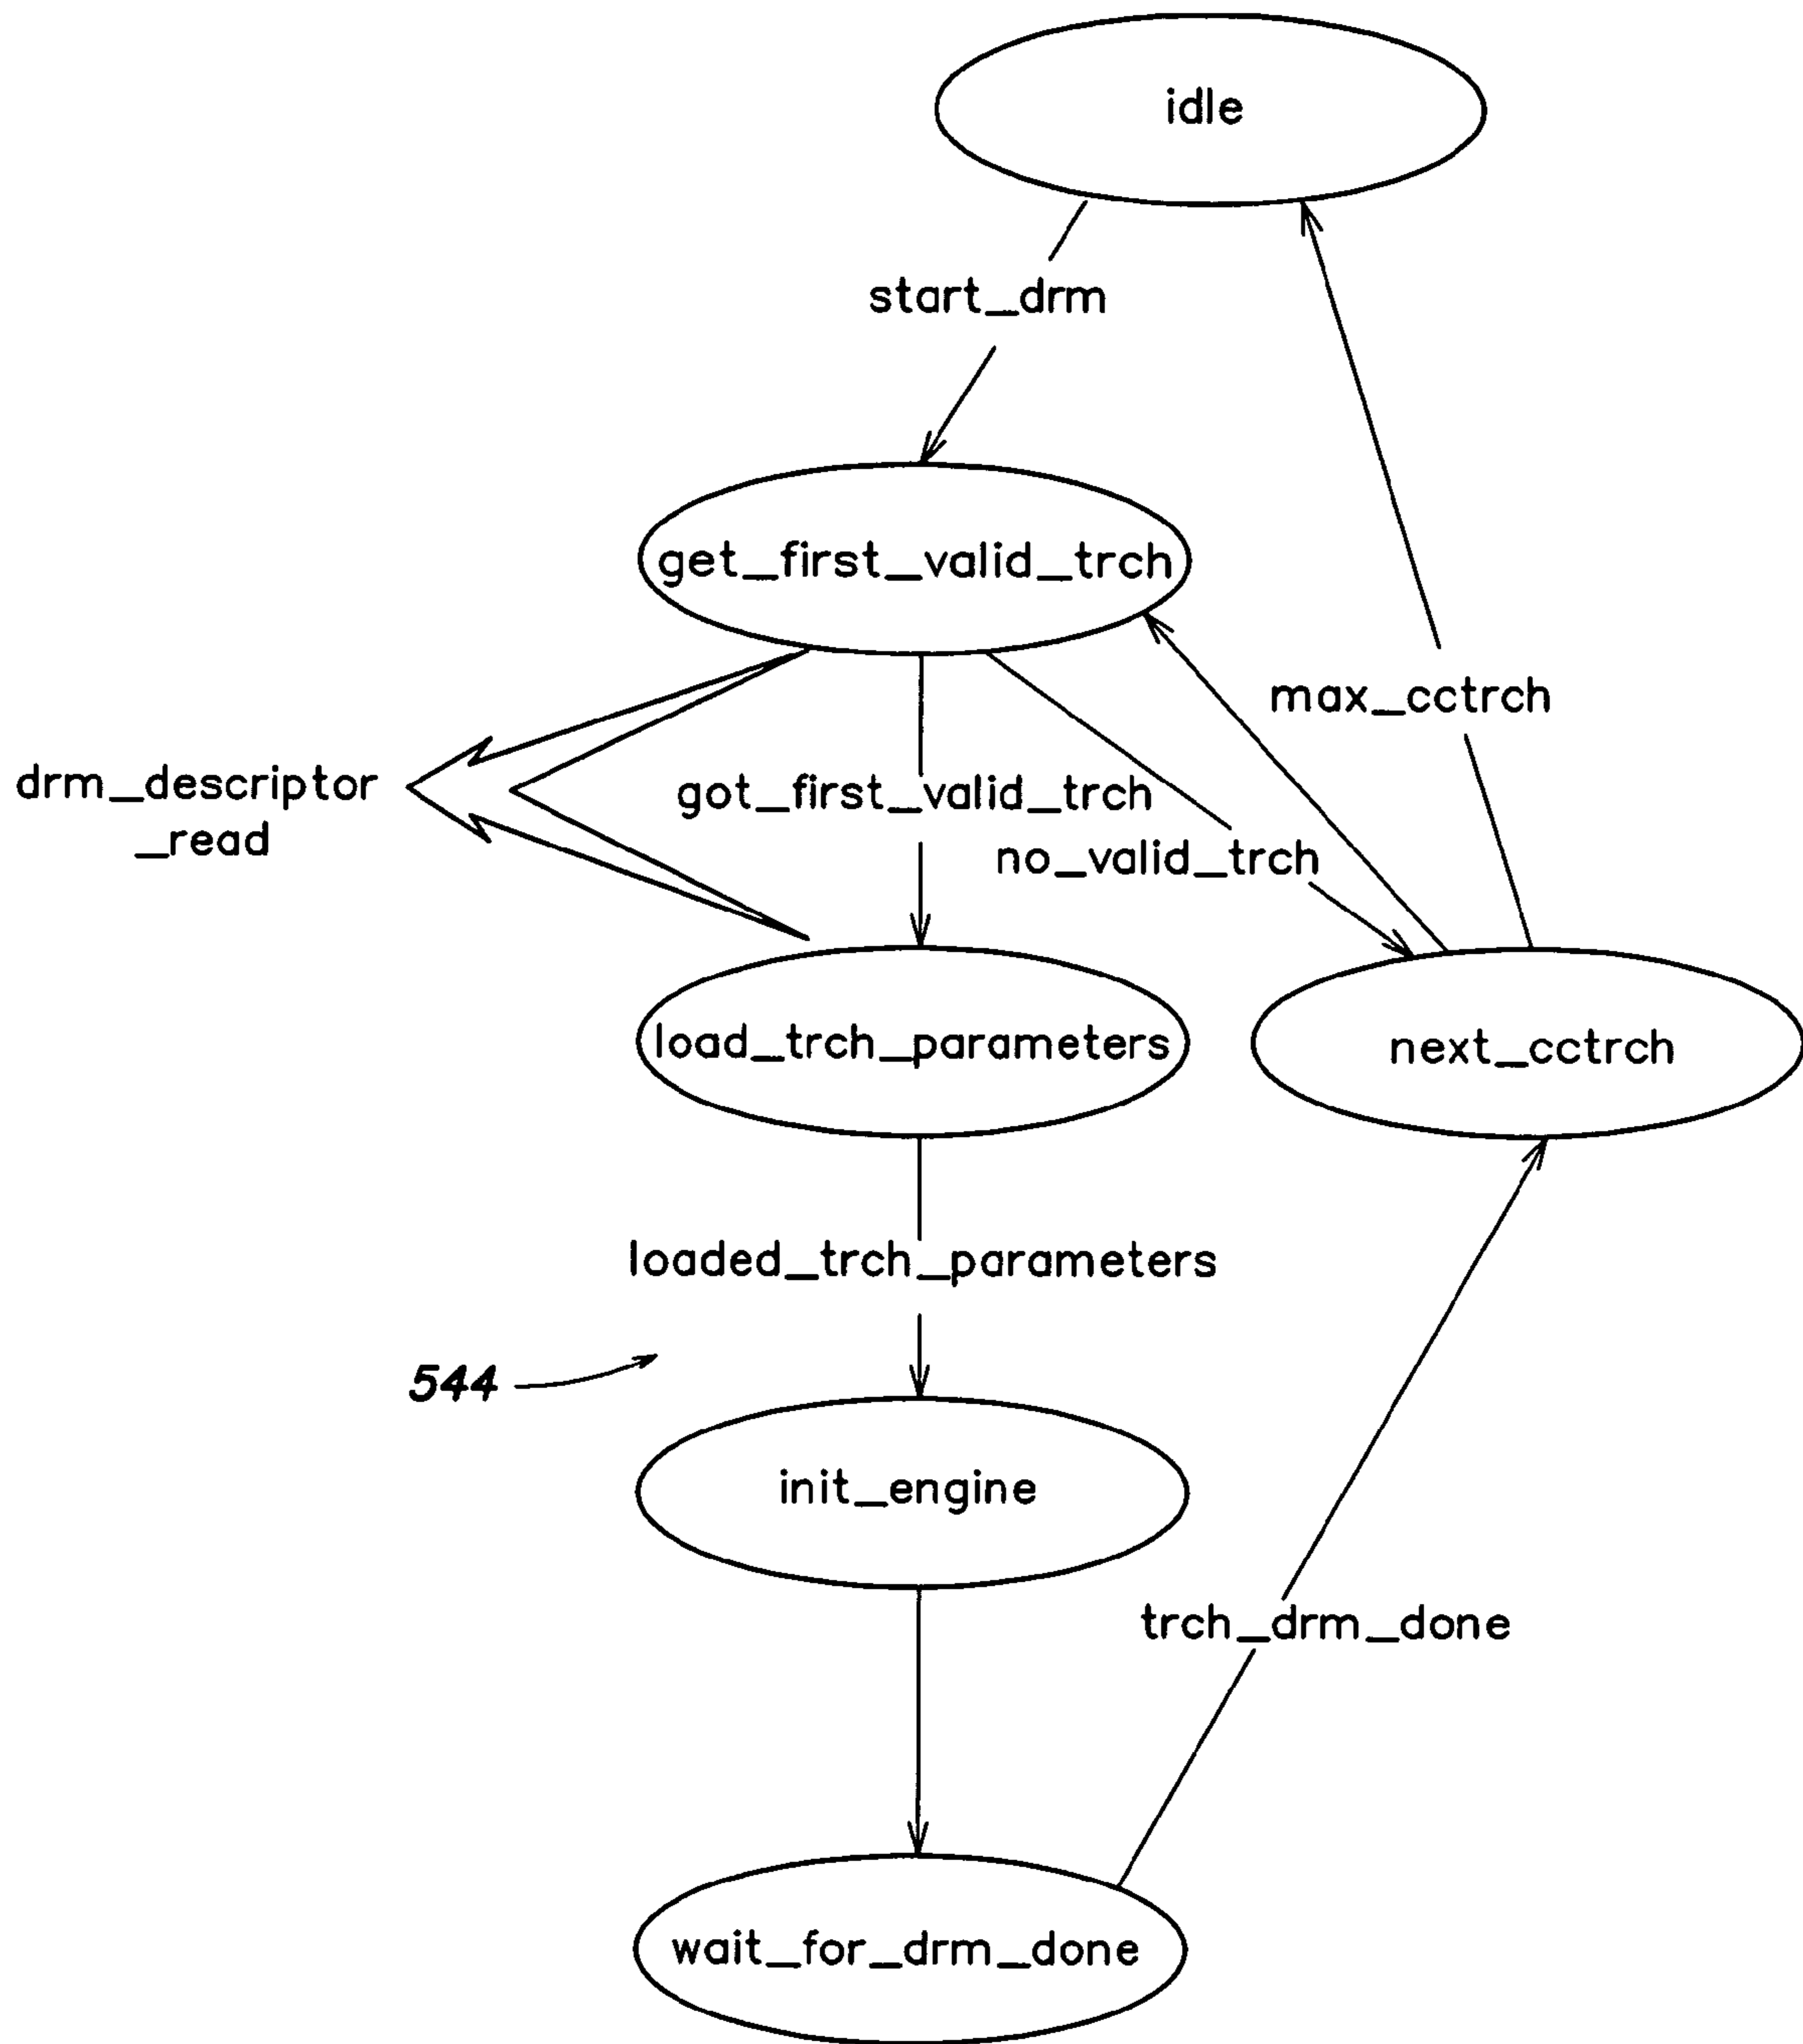 idle
start_drm
get_first_valid_trch
max_cctrch
drm_descriptor
_read
got_first_valid_trch
no_valid_trch
load_trch_parameters
next_cctrch
loaded_trch_parameters
544
init_engine
trch_drm_done
wait_for_drm_done